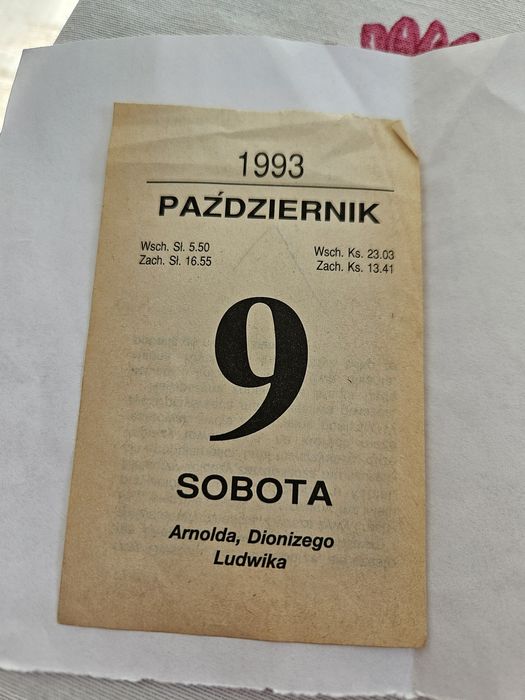 1993
PAŹDZIERNIK
Wsch. Sł. 5.50
Zach. Sł. 16.55
Wsch. Ks. 23.03
Zach. Ks. 13.41
9
SOBOTA
Arnolda, Dionizego
Ludwika